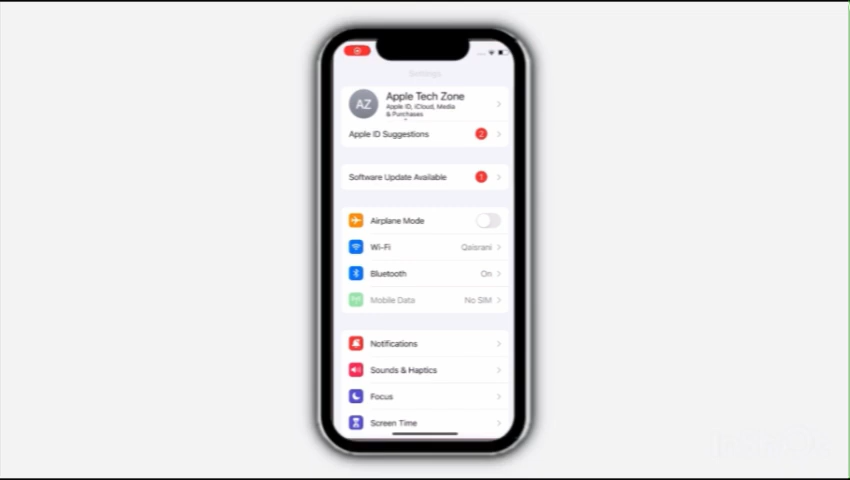 Settings
AZ
Apple Tech Zone
Apple ID, iCloud, Media
& Purchases
Apple ID Suggestions 2
Software Update Available 1
Airplane Mode
Wi-Fi Qaisrani
Bluetooth On
Mobile Data No SIM
Notifications
Sounds & Haptics
Focus
Screen Time